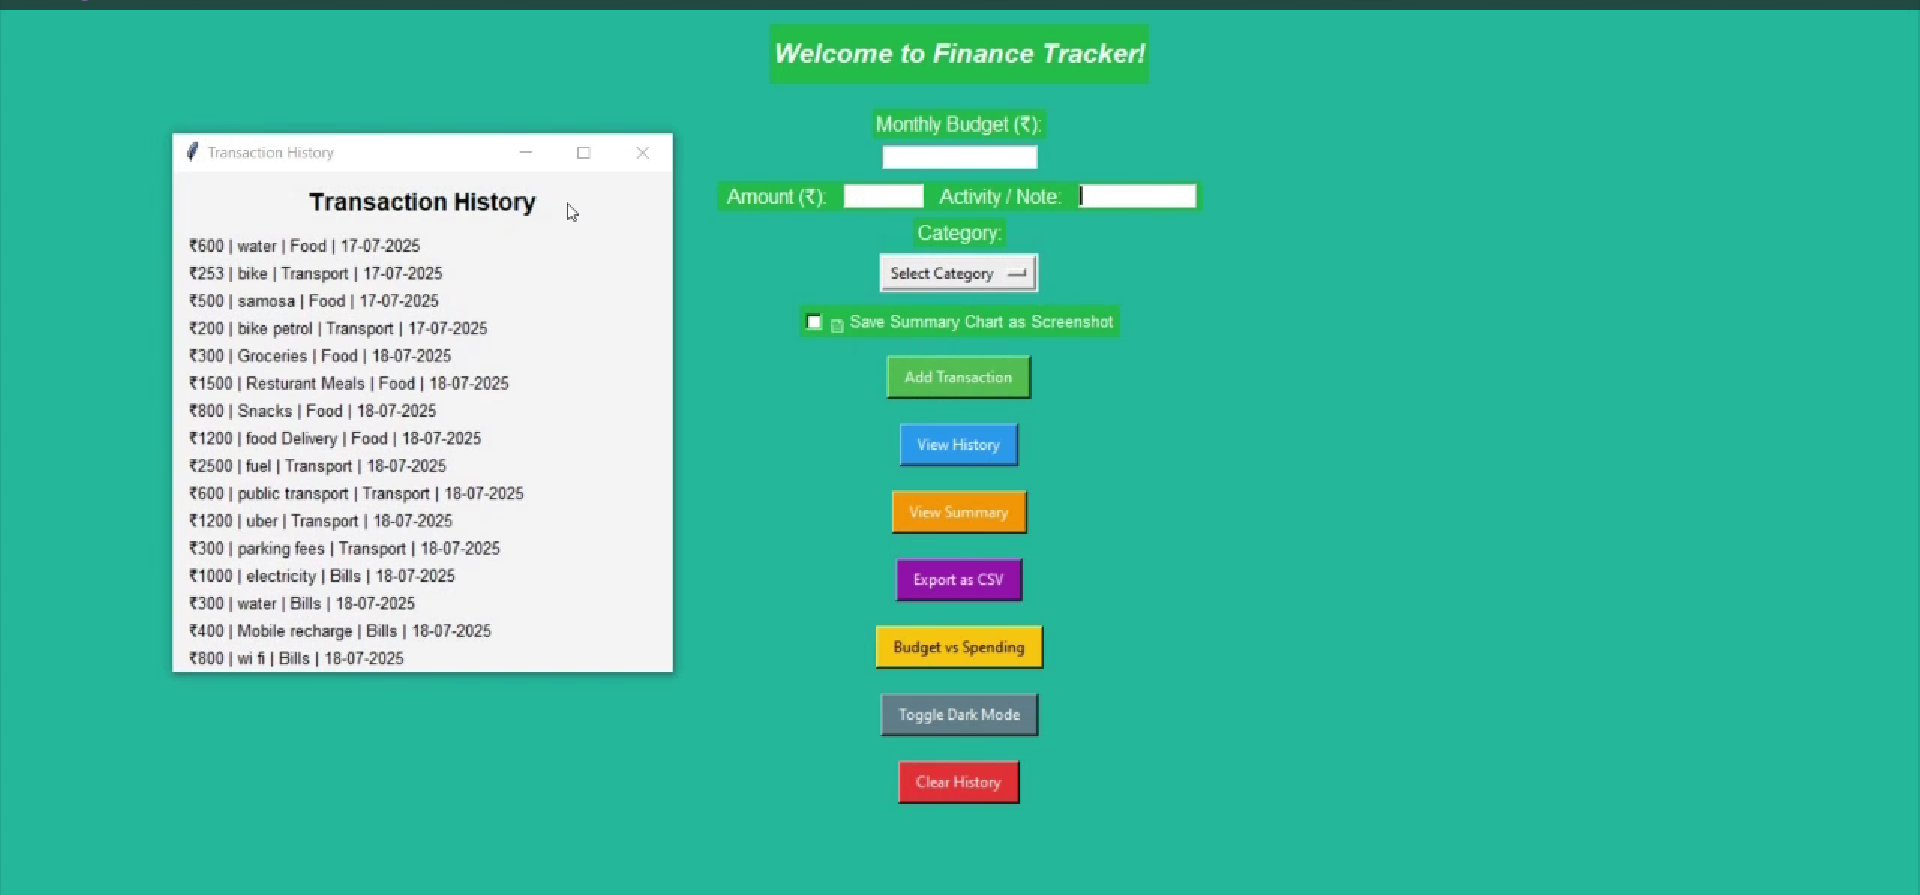 Welcome to Finance Tracker!
Monthly Budget (₹):
Amount (₹): Activity / Note:
Category:
Select Category
Save Summary Chart as Screenshot
Add Transaction
View History
View Summary
Export as CSV
Budget vs Spending
Toggle Dark Mode
Clear History
Transaction History
Transaction History
₹600 | water | Food | 17-07-2025
₹253 | bike | Transport | 17-07-2025
₹500 | samosa | Food | 17-07-2025
₹200 | bike petrol | Transport | 17-07-2025
₹300 | Groceries | Food | 18-07-2025
₹1500 | Resturant Meals | Food | 18-07-2025
₹800 | Snacks | Food | 18-07-2025
₹1200 | food Delivery | Food | 18-07-2025
₹2500 | fuel | Transport | 18-07-2025
₹600 | public transport | Transport | 18-07-2025
₹1200 | uber | Transport | 18-07-2025
₹300 | parking fees | Transport | 18-07-2025
₹1000 | electricity | Bills | 18-07-2025
₹300 | water | Bills | 18-07-2025
₹400 | Mobile recharge | Bills | 18-07-2025
₹800 | wi fi | Bills | 18-07-2025